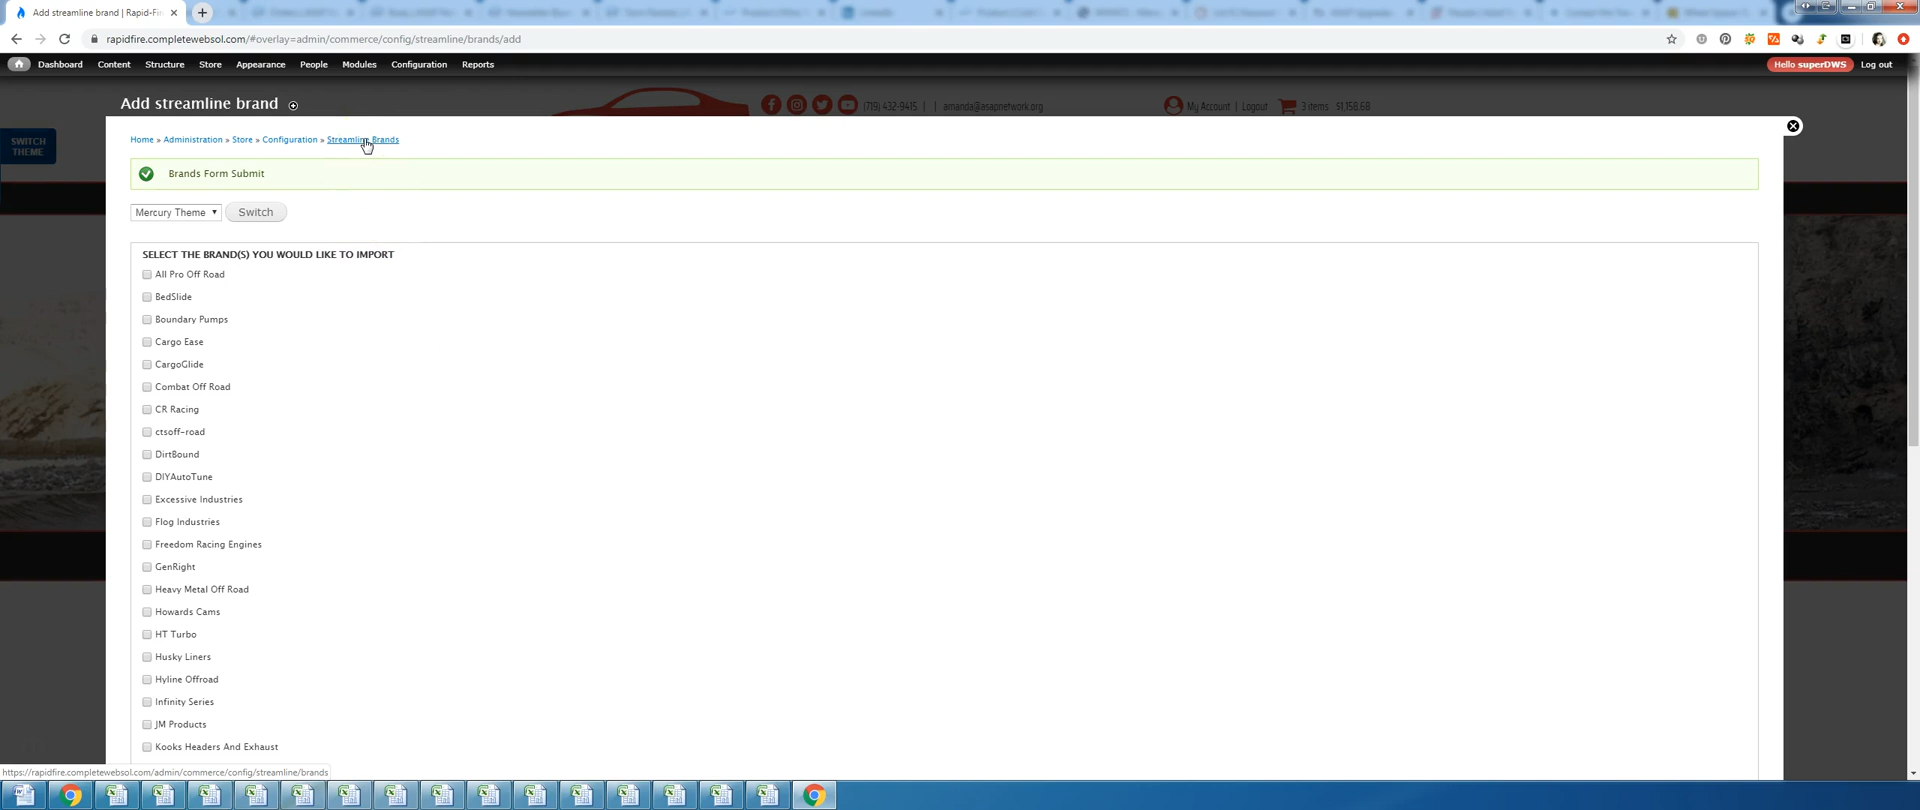 Add streamline brand | Rapid-Fir
rapidfire.completewebsol.com/#overlay=admin/commerce/config/streamline/brands/add
Dashboard Content Structure Store Appearance People Modules Configuration Reports Hello superDWS Log out
Add streamline brand
(719) 432-9415 | | amanda@asapnetwork.org My Account | Logout 3 items $1,158.68
SWITCH
THEME
Home » Administration » Store » Configuration » Streamline Brands
Brands Form Submit
Mercury Theme Switch
SELECT THE BRAND(S) YOU WOULD LIKE TO IMPORT
All Pro Off Road
BedSlide
Boundary Pumps
Cargo Ease
CargoGlide
Combat Off Road
CR Racing
ctsoff-road
DirtBound
DIYAutoTune
Excessive Industries
Flog Industries
Freedom Racing Engines
GenRight
Heavy Metal Off Road
Howards Cams
HT Turbo
Husky Liners
Hyline Offroad
Infinity Series
JM Products
Kooks Headers And Exhaust
https://rapidfire.completewebsol.com/admin/commerce/config/streamline/brands